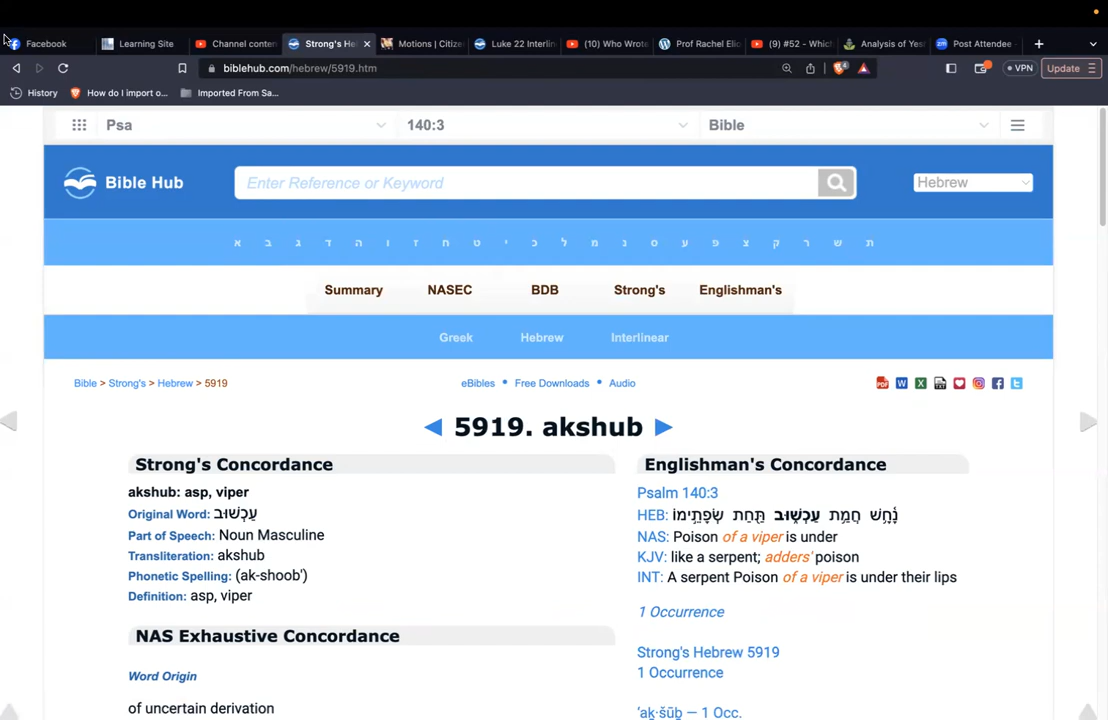 Facebook
Learning Site
Channel conten
Strong's He
Motions | Citize
Luke 22 Interlin
(10) Who Wrote
Prof Rachel Elio
(9) #52 - Which
Analysis of Yes
Post Attendee -
biblehub.com/hebrew/5919.htm
VPN
Update
History
How do I import o...
Imported From Sa...
Psa
140:3
Bible
Bible Hub
Enter Reference or Keyword
Hebrew
א ב ג ד ה ו ז ח ט י כ ל מ נ ס ע פ צ ק ר ש ת
Summary NASEC BDB Strong's Englishman's
Greek Hebrew Interlinear
Bible > Strong's > Hebrew > 5919
eBibles • Free Downloads • Audio
◄ 5919. akshub ►
Strong's Concordance
akshub: asp, viper
Original Word: עַכְשׁוּב
Part of Speech: Noun Masculine
Transliteration: akshub
Phonetic Spelling: (ak-shoob')
Definition: asp, viper
NAS Exhaustive Concordance
Word Origin
of uncertain derivation
Englishman's Concordance
Psalm 140:3
HEB: נָחָ֥שׁ חֲמַ֥ת עַכְשׁ֑וּב תַּ֖חַת שְׂפָתֵ֣ימוֹ
NAS: Poison of a viper is under
KJV: like a serpent; adders' poison
INT: A serpent Poison of a viper is under their lips
1 Occurrence
Strong's Hebrew 5919
1 Occurrence
‘aḵ·šūḇ — 1 Occ.